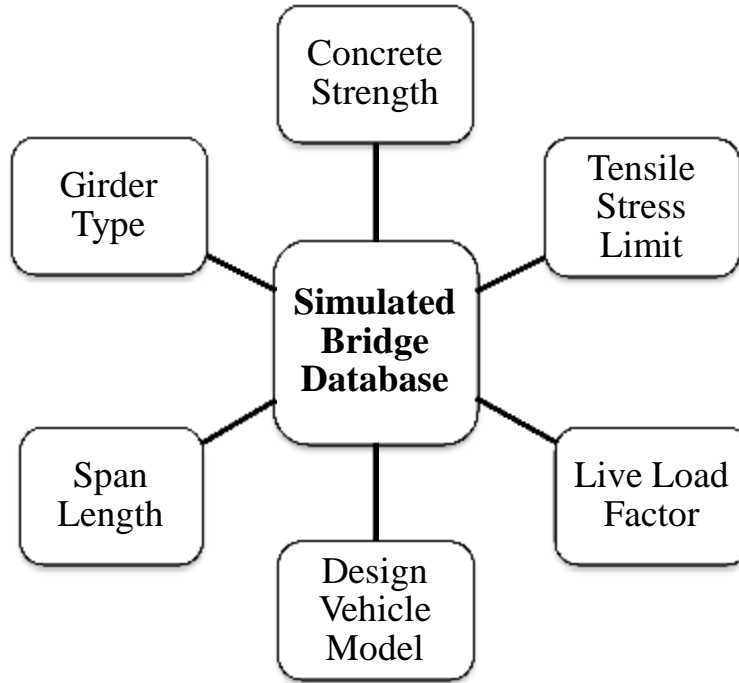 Concrete
Strength
Girder
Type
Tensile
Stress
Limit
Simulated
Bridge
Database
Span
Length
Live Load
Factor
Design
Vehicle
Model